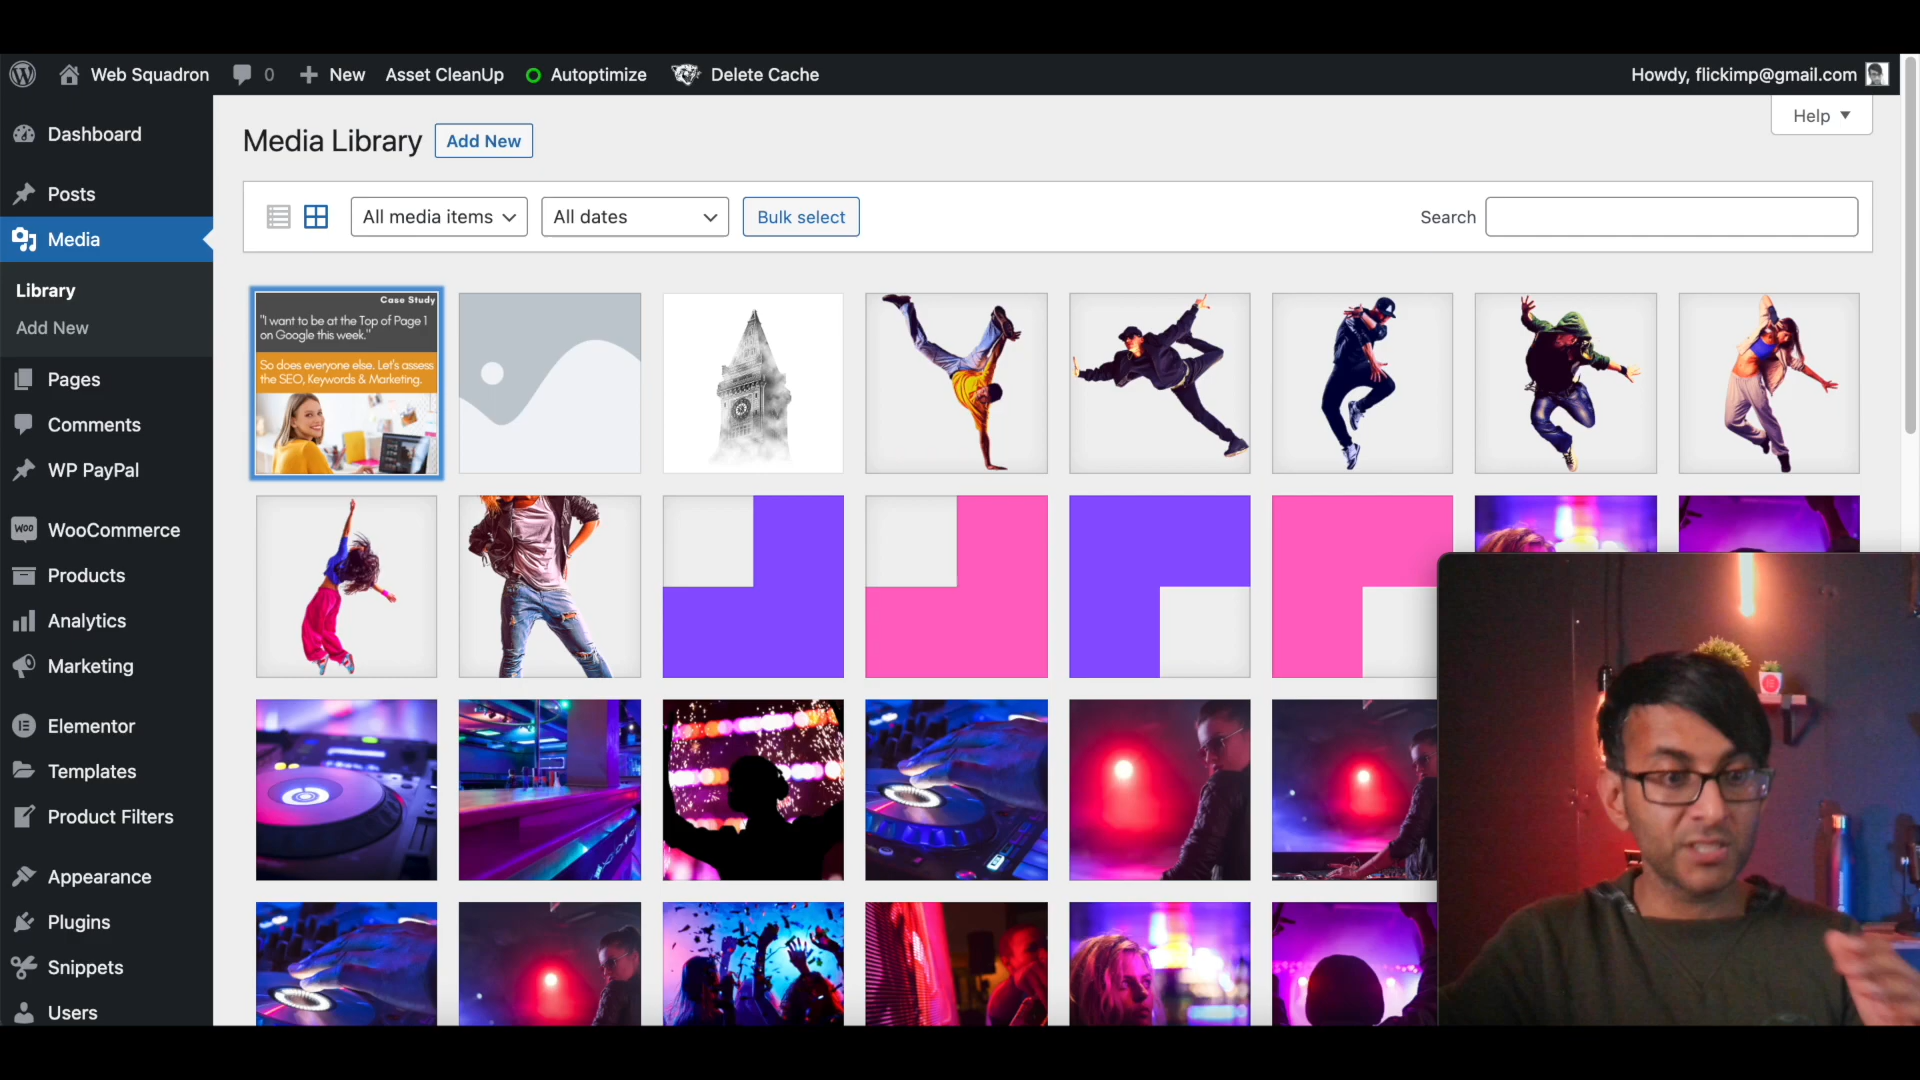 Web Squadron
0
New
Asset CleanUp
Autoptimize
Delete Cache
Howdy, flickimp@gmail.com
Help
Dashboard
Posts
Media
Library
Add New
Pages
Comments
WP PayPal
WooCommerce
Products
Analytics
Marketing
Elementor
Templates
Product Filters
Appearance
Plugins
Snippets
Users
Media Library
Add New
All media items
All dates
Bulk select
Search
Case Study
"I want to be at the Top of Page 1
on Google this week."
So does everyone else. Let's assess
the SEO, Keywords & Marketing.